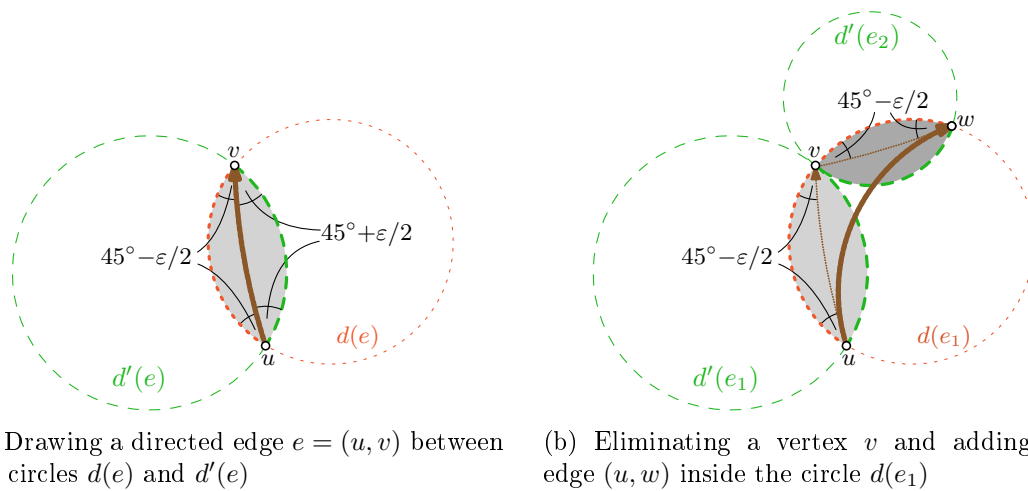 v
45°−ε/2
45°+ε/2
d(e)
d′(e)
u
d′(e₂)
45°−ε/2
w
v
45°−ε/2
d(e₁)
d′(e₁)
u
Drawing a directed edge e = (u, v) between
circles d(e) and d′(e)
(b) Eliminating a vertex v and adding
edge (u, w) inside the circle d(e₁)